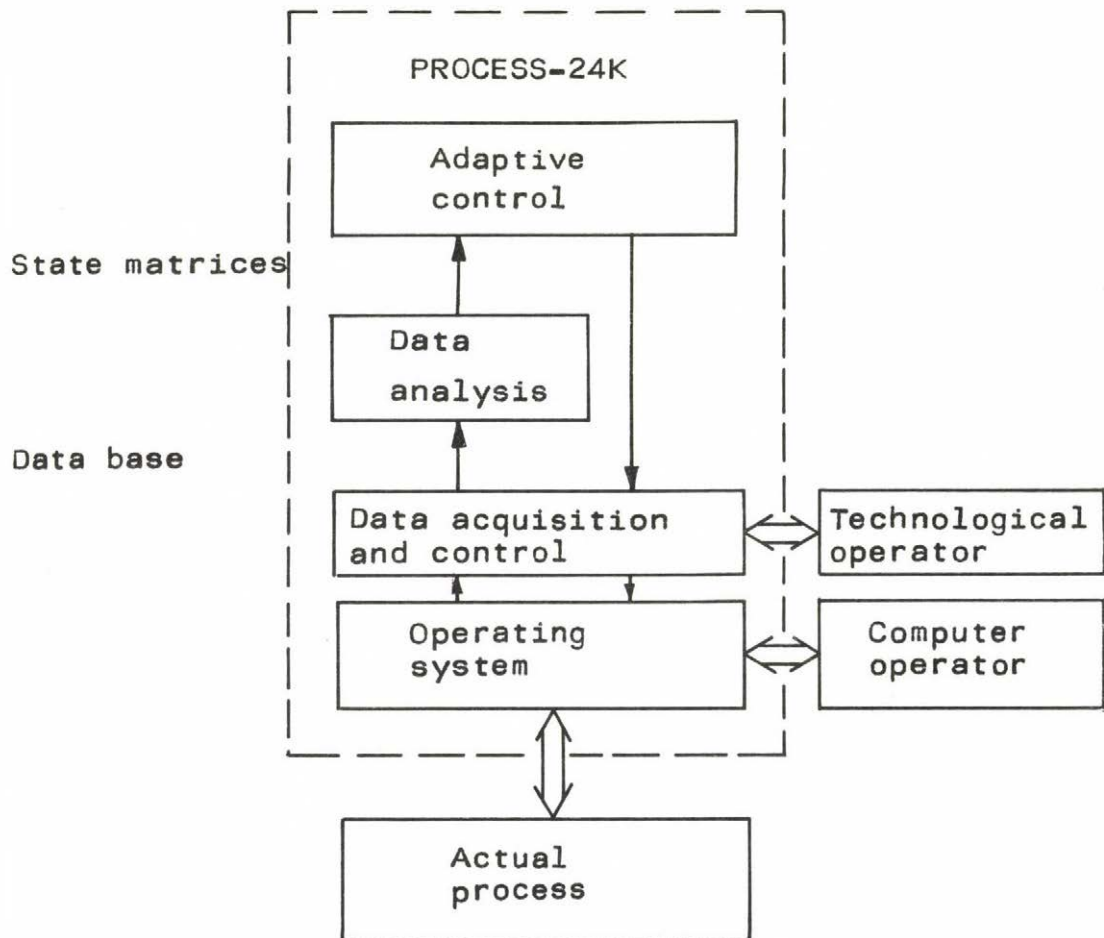 PROCESS-24K
Adaptive
control
State matrices
Data
analysis
Data base
Data acquisition
and control
Technological
operator
Operating
system
Computer
operator
Actual
process